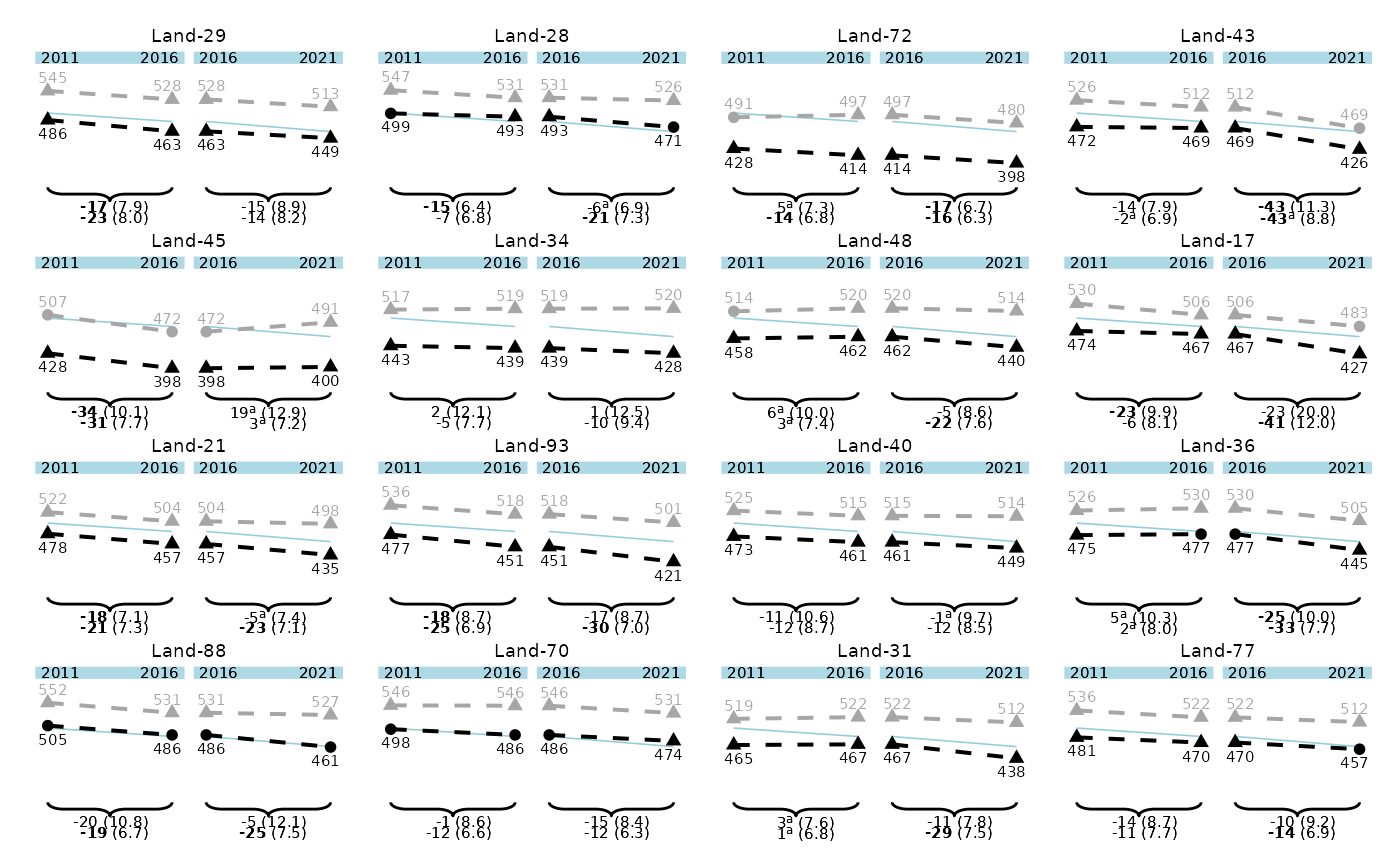 Land-29 Land-28 Land-72 Land-43
2011 2016 2016 2021 2011 2016 2016 2021 2011 2016 2016 2021 2011 2016 2016 2021
545 528 528 513 547 531 531 526 491 497 497 480 526 512 512 469
486 463 463 449 499 493 493 471 428 414 414 398 472 469 469 426
-17 (7.9) -15 (8.9) -15 (6.4) -6ª (6.9) 5ª (7.3) -17 (6.7) -14 (7.9) -43 (11.3)
-23 (8.0) -14 (8.2) -7 (6.8) -21 (7.3) -14 (6.8) -16 (6.3) -2ª (6.9) -43ª (8.8)
Land-45 Land-34 Land-48 Land-17
2011 2016 2016 2021 2011 2016 2016 2021 2011 2016 2016 2021 2011 2016 2016 2021
507 472 472 491 517 519 519 520 514 520 520 514 530 506 506 483
428 398 398 400 443 439 439 428 458 462 462 440 474 467 467 427
-34 (10.1) 19ª (12.9) 2 (12.1) 1 (12.5) 6ª (10.0) -5 (8.6) -23 (9.9) -23 (20.0)
-31 (7.7) 3ª (7.2) -5 (7.7) -10 (9.4) 3ª (7.4) -22 (7.6) -6 (8.1) -41 (12.0)
Land-21 Land-93 Land-40 Land-36
2011 2016 2016 2021 2011 2016 2016 2021 2011 2016 2016 2021 2011 2016 2016 2021
522 504 504 498 536 518 518 501 525 515 515 514 526 530 530 505
478 457 457 435 477 451 451 421 473 461 461 449 475 477 477 445
-18 (7.1) -5ª (7.4) -18 (8.7) -17 (8.7) -11 (10.6) -1ª (9.7) 5ª (10.3) -25 (10.0)
-21 (7.3) -23 (7.1) -25 (6.9) -30 (7.0) -12 (8.7) -12 (8.5) 2ª (8.0) -33 (7.7)
Land-88 Land-70 Land-31 Land-77
2011 2016 2016 2021 2011 2016 2016 2021 2011 2016 2016 2021 2011 2016 2016 2021
552 531 531 527 546 546 546 531 519 522 522 512 536 522 522 512
505 486 486 461 498 486 486 474 465 467 467 438 481 470 470 457
-20 (10.8) -5 (12.1) -1 (8.6) -15 (8.4) 3ª (7.6) -11 (7.8) -14 (8.7) -10 (9.2)
-19 (6.7) -25 (7.5) -12 (6.6) -12 (6.3) 1ª (6.8) -29 (7.5) -11 (7.7) -14 (6.9)